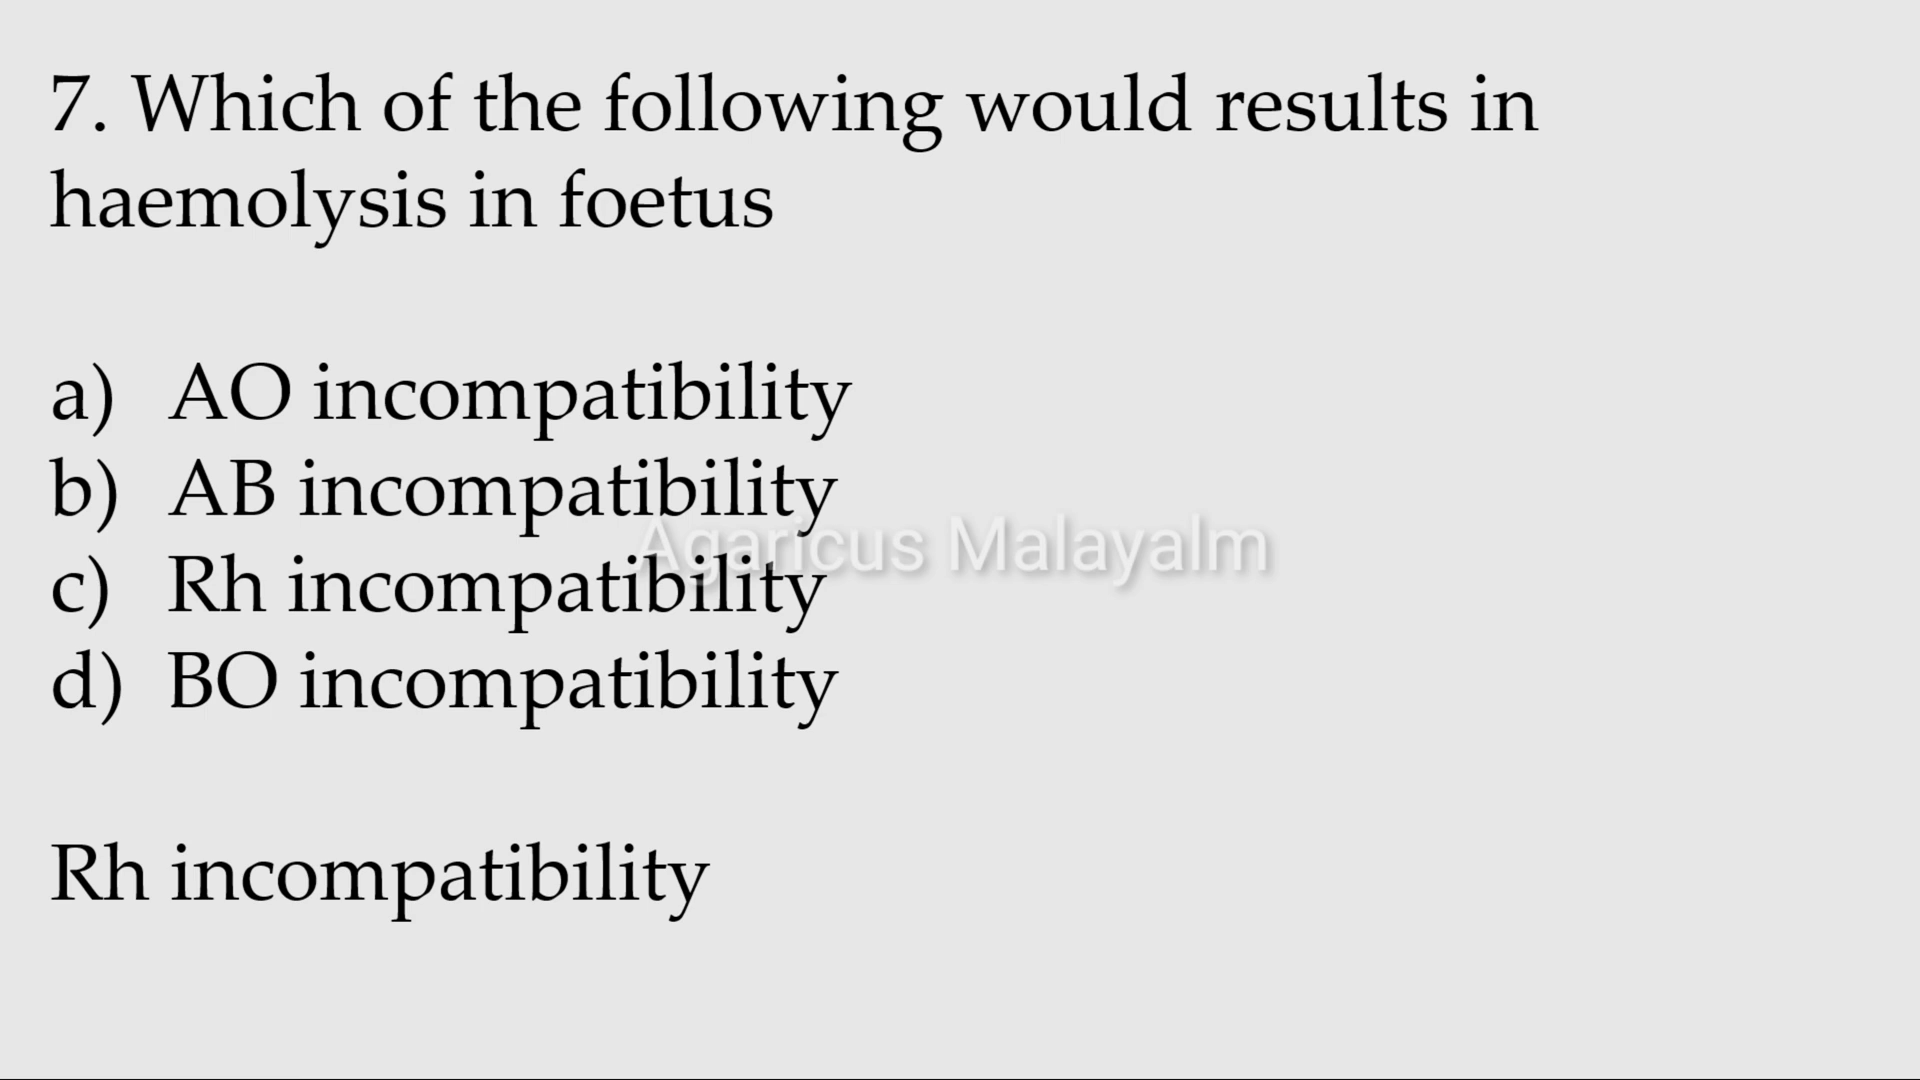 7. Which of the following would results in
haemolysis in foetus
a) AO incompatibility
b) AB incompatibility
Agaricus Malayalm
c) Rh incompatibility
d) BO incompatibility
Rh incompatibility